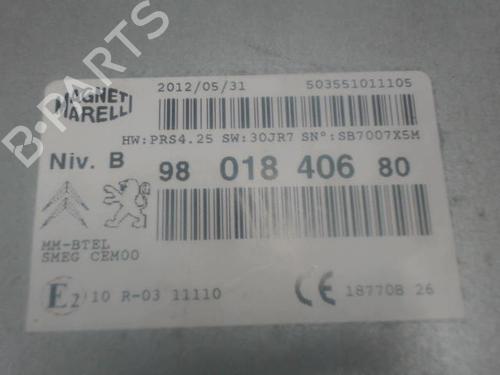 B-PARTS
MAGNETI
MARELLI
2012/05/31 503551011105
HW:PRS4.25 SW:30JR7 SN°:SB7007X5M
Niv. B 98 018 406 80
MM-BTEL
SMEG CEM00
E2 10 R-03 11110 CE 18770B 26